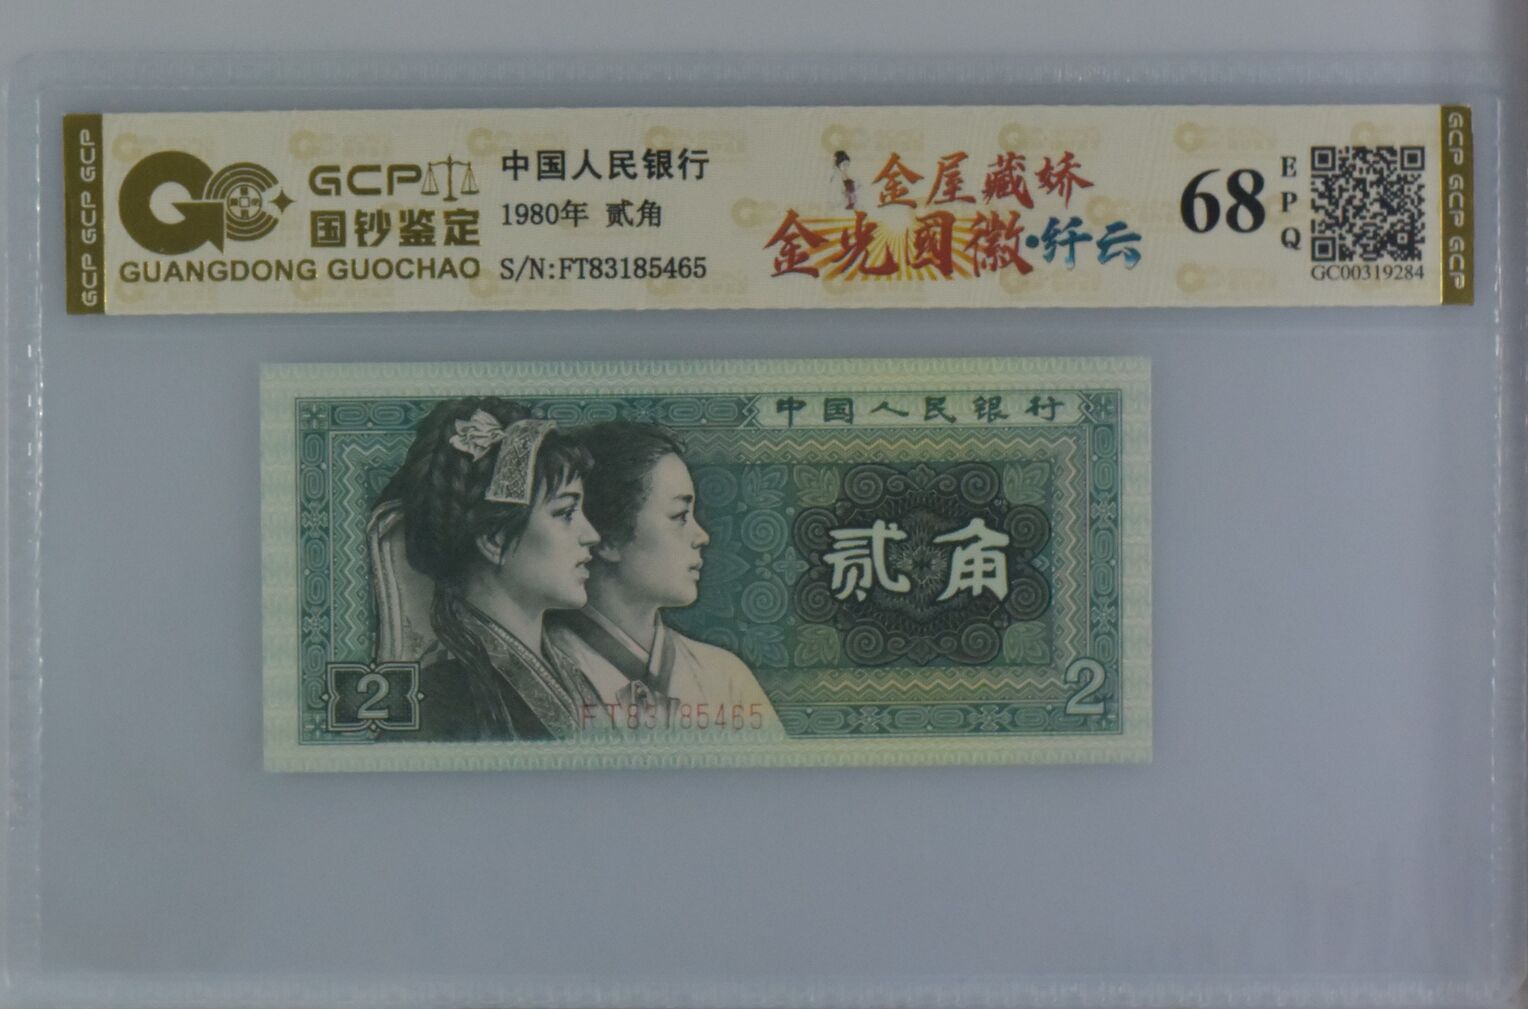 GCP GCP GCP
GCP
国钞鉴定
GUANGDONG GUOCHAO
中国人民银行
1980年 贰角
S/N:FT83185465
金屋藏娇
金光國徽·纤云
68
EPQ
GC00319284
GCP GCP GCP
中国人民银行
贰角
2
2
FT83185465